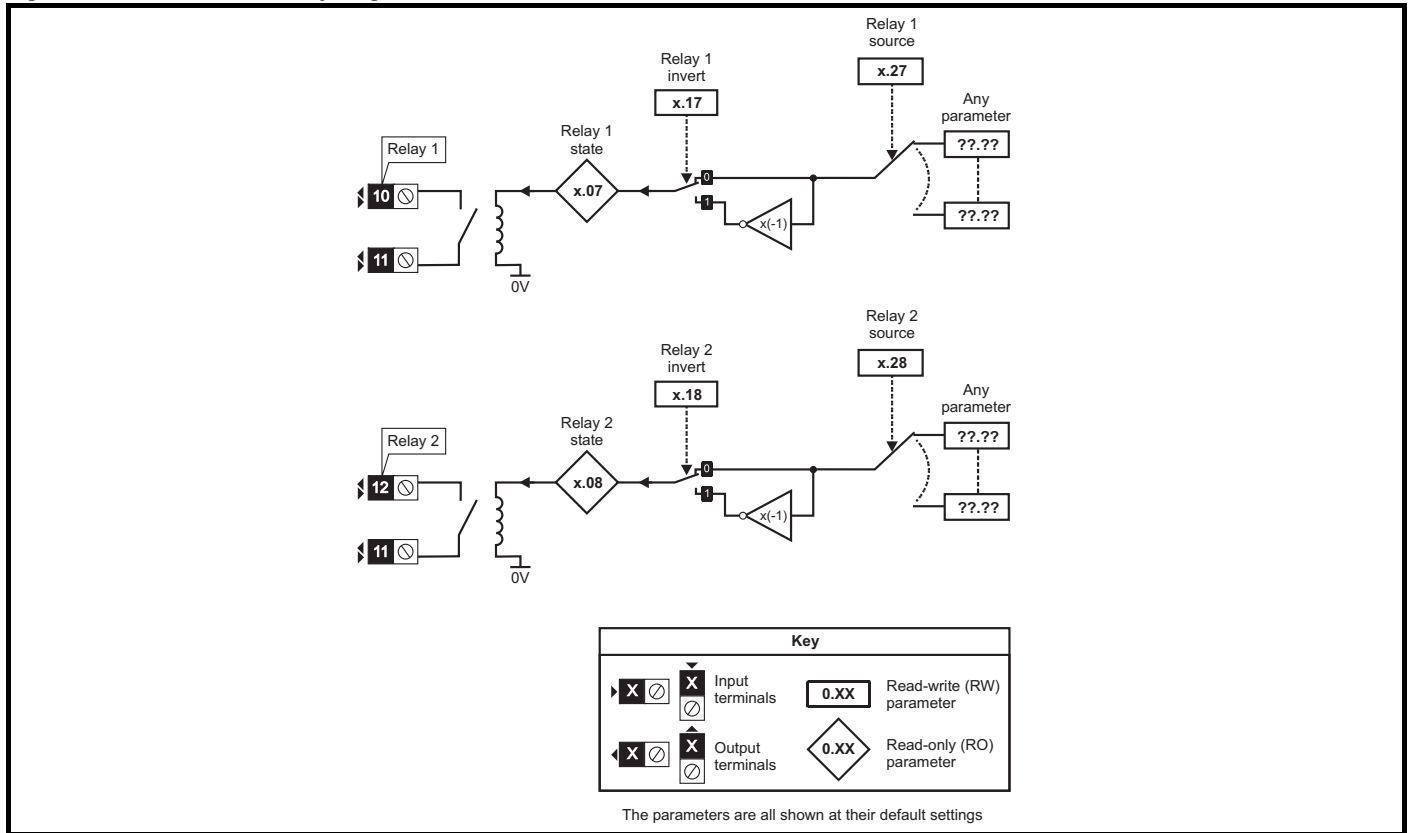 Relay 1
source
x.27
Relay 1
invert
x.17
Any
parameter
??.??
??.??
Relay 1
state
x.07
Relay 1
10
11
0
1
x(-1)
0V
Relay 2
source
x.28
Relay 2
invert
x.18
Any
parameter
??.??
??.??
Relay 2
state
x.08
Relay 2
12
11
0
1
x(-1)
0V
Key
X
X
Input
terminals
0.XX
Read-write (RW)
parameter
X
X
Output
terminals
0.XX
Read-only (RO)
parameter
The parameters are all shown at their default settings